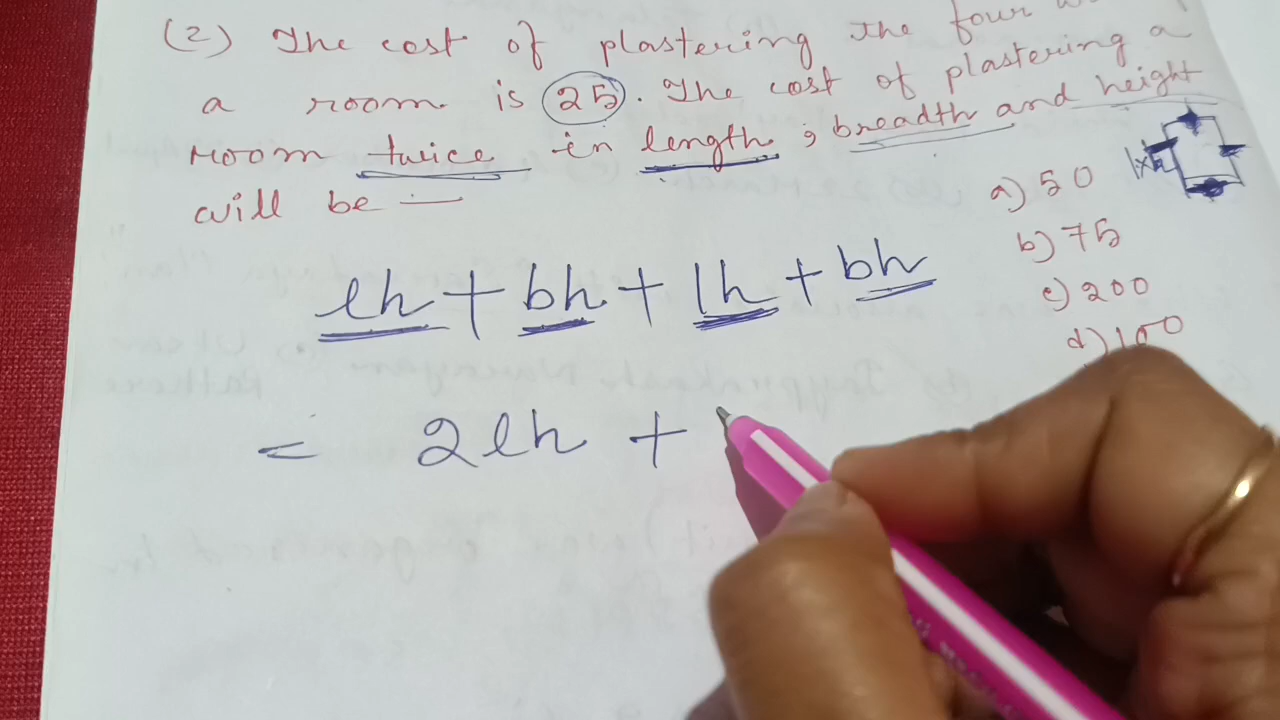 (2) The cost of plastering the four
a room is 25. The cost of plastering a
room twice in length, breadth and height
will be —
a) 50
b) 75
c) 200
d) 100
lh + bh + lh + bh
= 2lh +